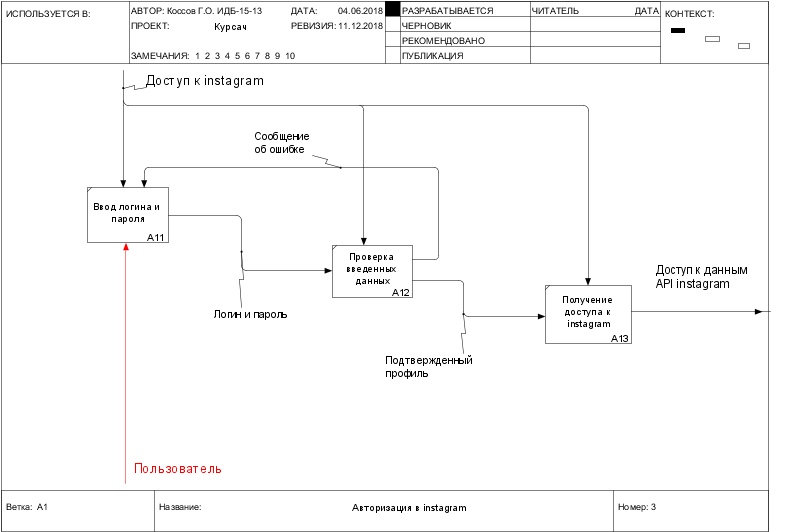 ИСПОЛЬЗУЕТСЯ В:
АВТОР: Коссов Г.О. ИДБ-15-13
ДАТА: 04.06.2018
РАЗРАБАТЫВАЕТСЯ
ЧИТАТЕЛЬ
ДАТА
КОНТЕКСТ:
ПРОЕКТ: Курсач
РЕВИЗИЯ: 11.12.2018
ЧЕРНОВИК
РЕКОМЕНДОВАНО
ЗАМЕЧАНИЯ: 1 2 3 4 5 6 7 8 9 10
ПУБЛИКАЦИЯ
Доступ к instagram
Сообщение
об ошибке
Ввод логина и
пароля
A11
Проверка
введенных
данных
A12
Доступ к данным
API instagram
Получение
доступа к
instagram
A13
Логин и пароль
Подтвержденный
профиль
Пользователь
Ветка: A1
Название:
Авторизация в instagram
Номер: 3